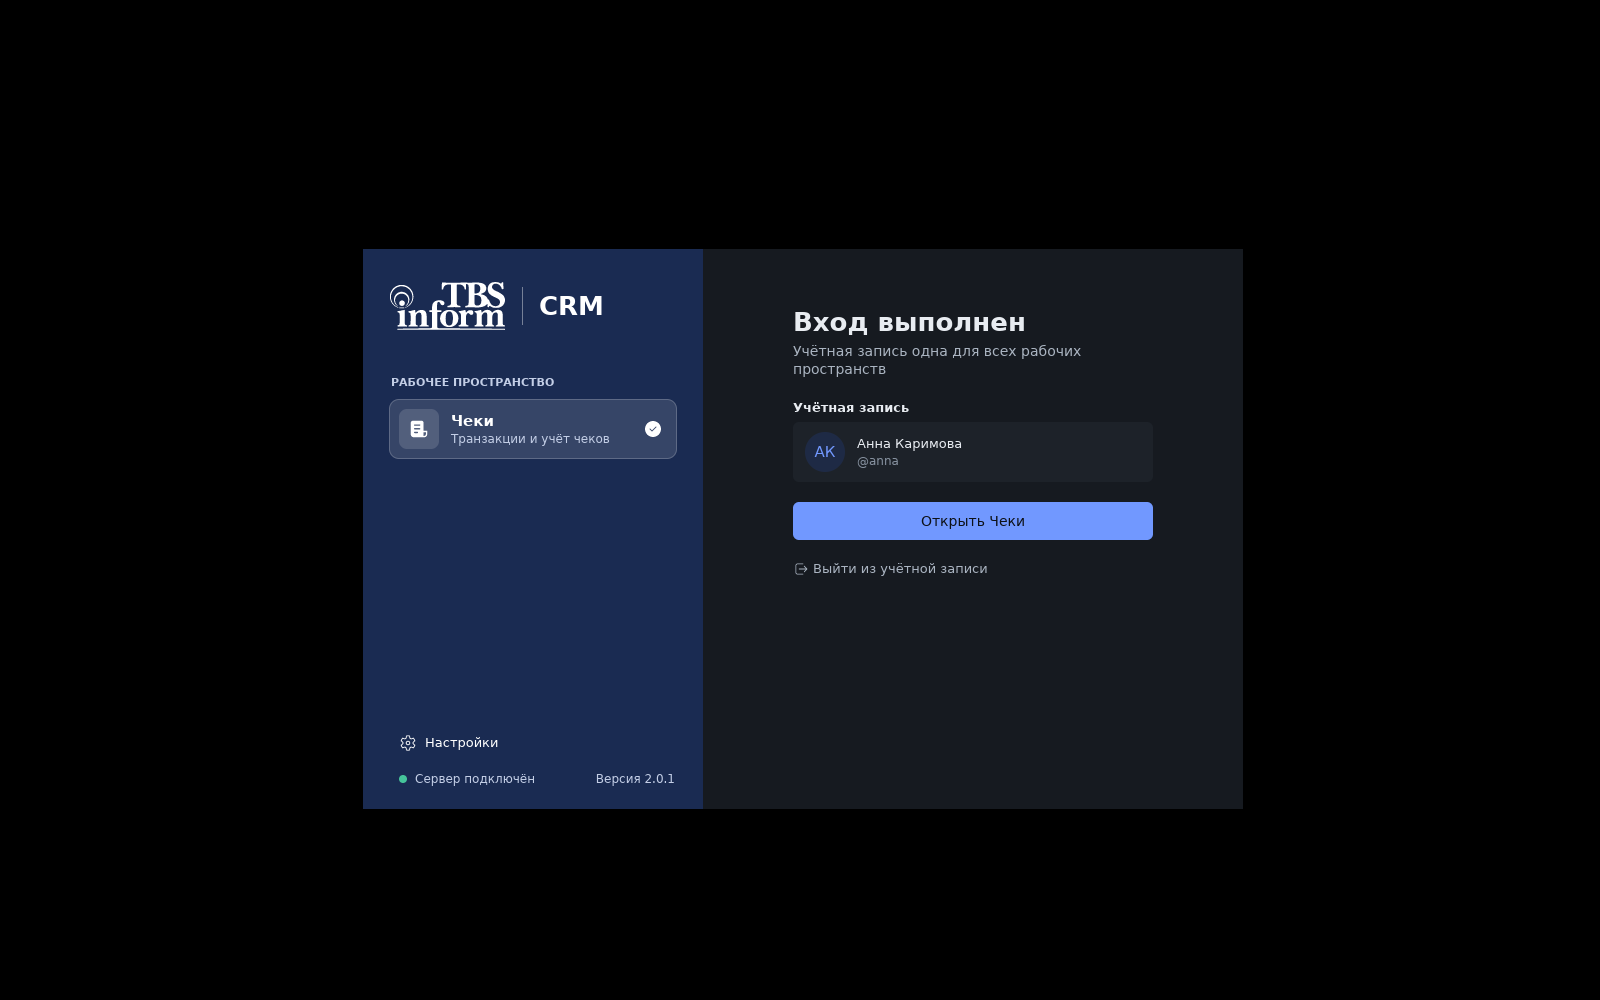 TBS
inform
CRM
РАБОЧЕЕ ПРОСТРАНСТВО
Чеки
Транзакции и учёт чеков
Настройки
Сервер подключён
Версия 2.0.1
Вход выполнен
Учётная запись одна для всех рабочих
пространств
Учётная запись
АК
Анна Каримова
@anna
Открыть Чеки
Выйти из учётной записи